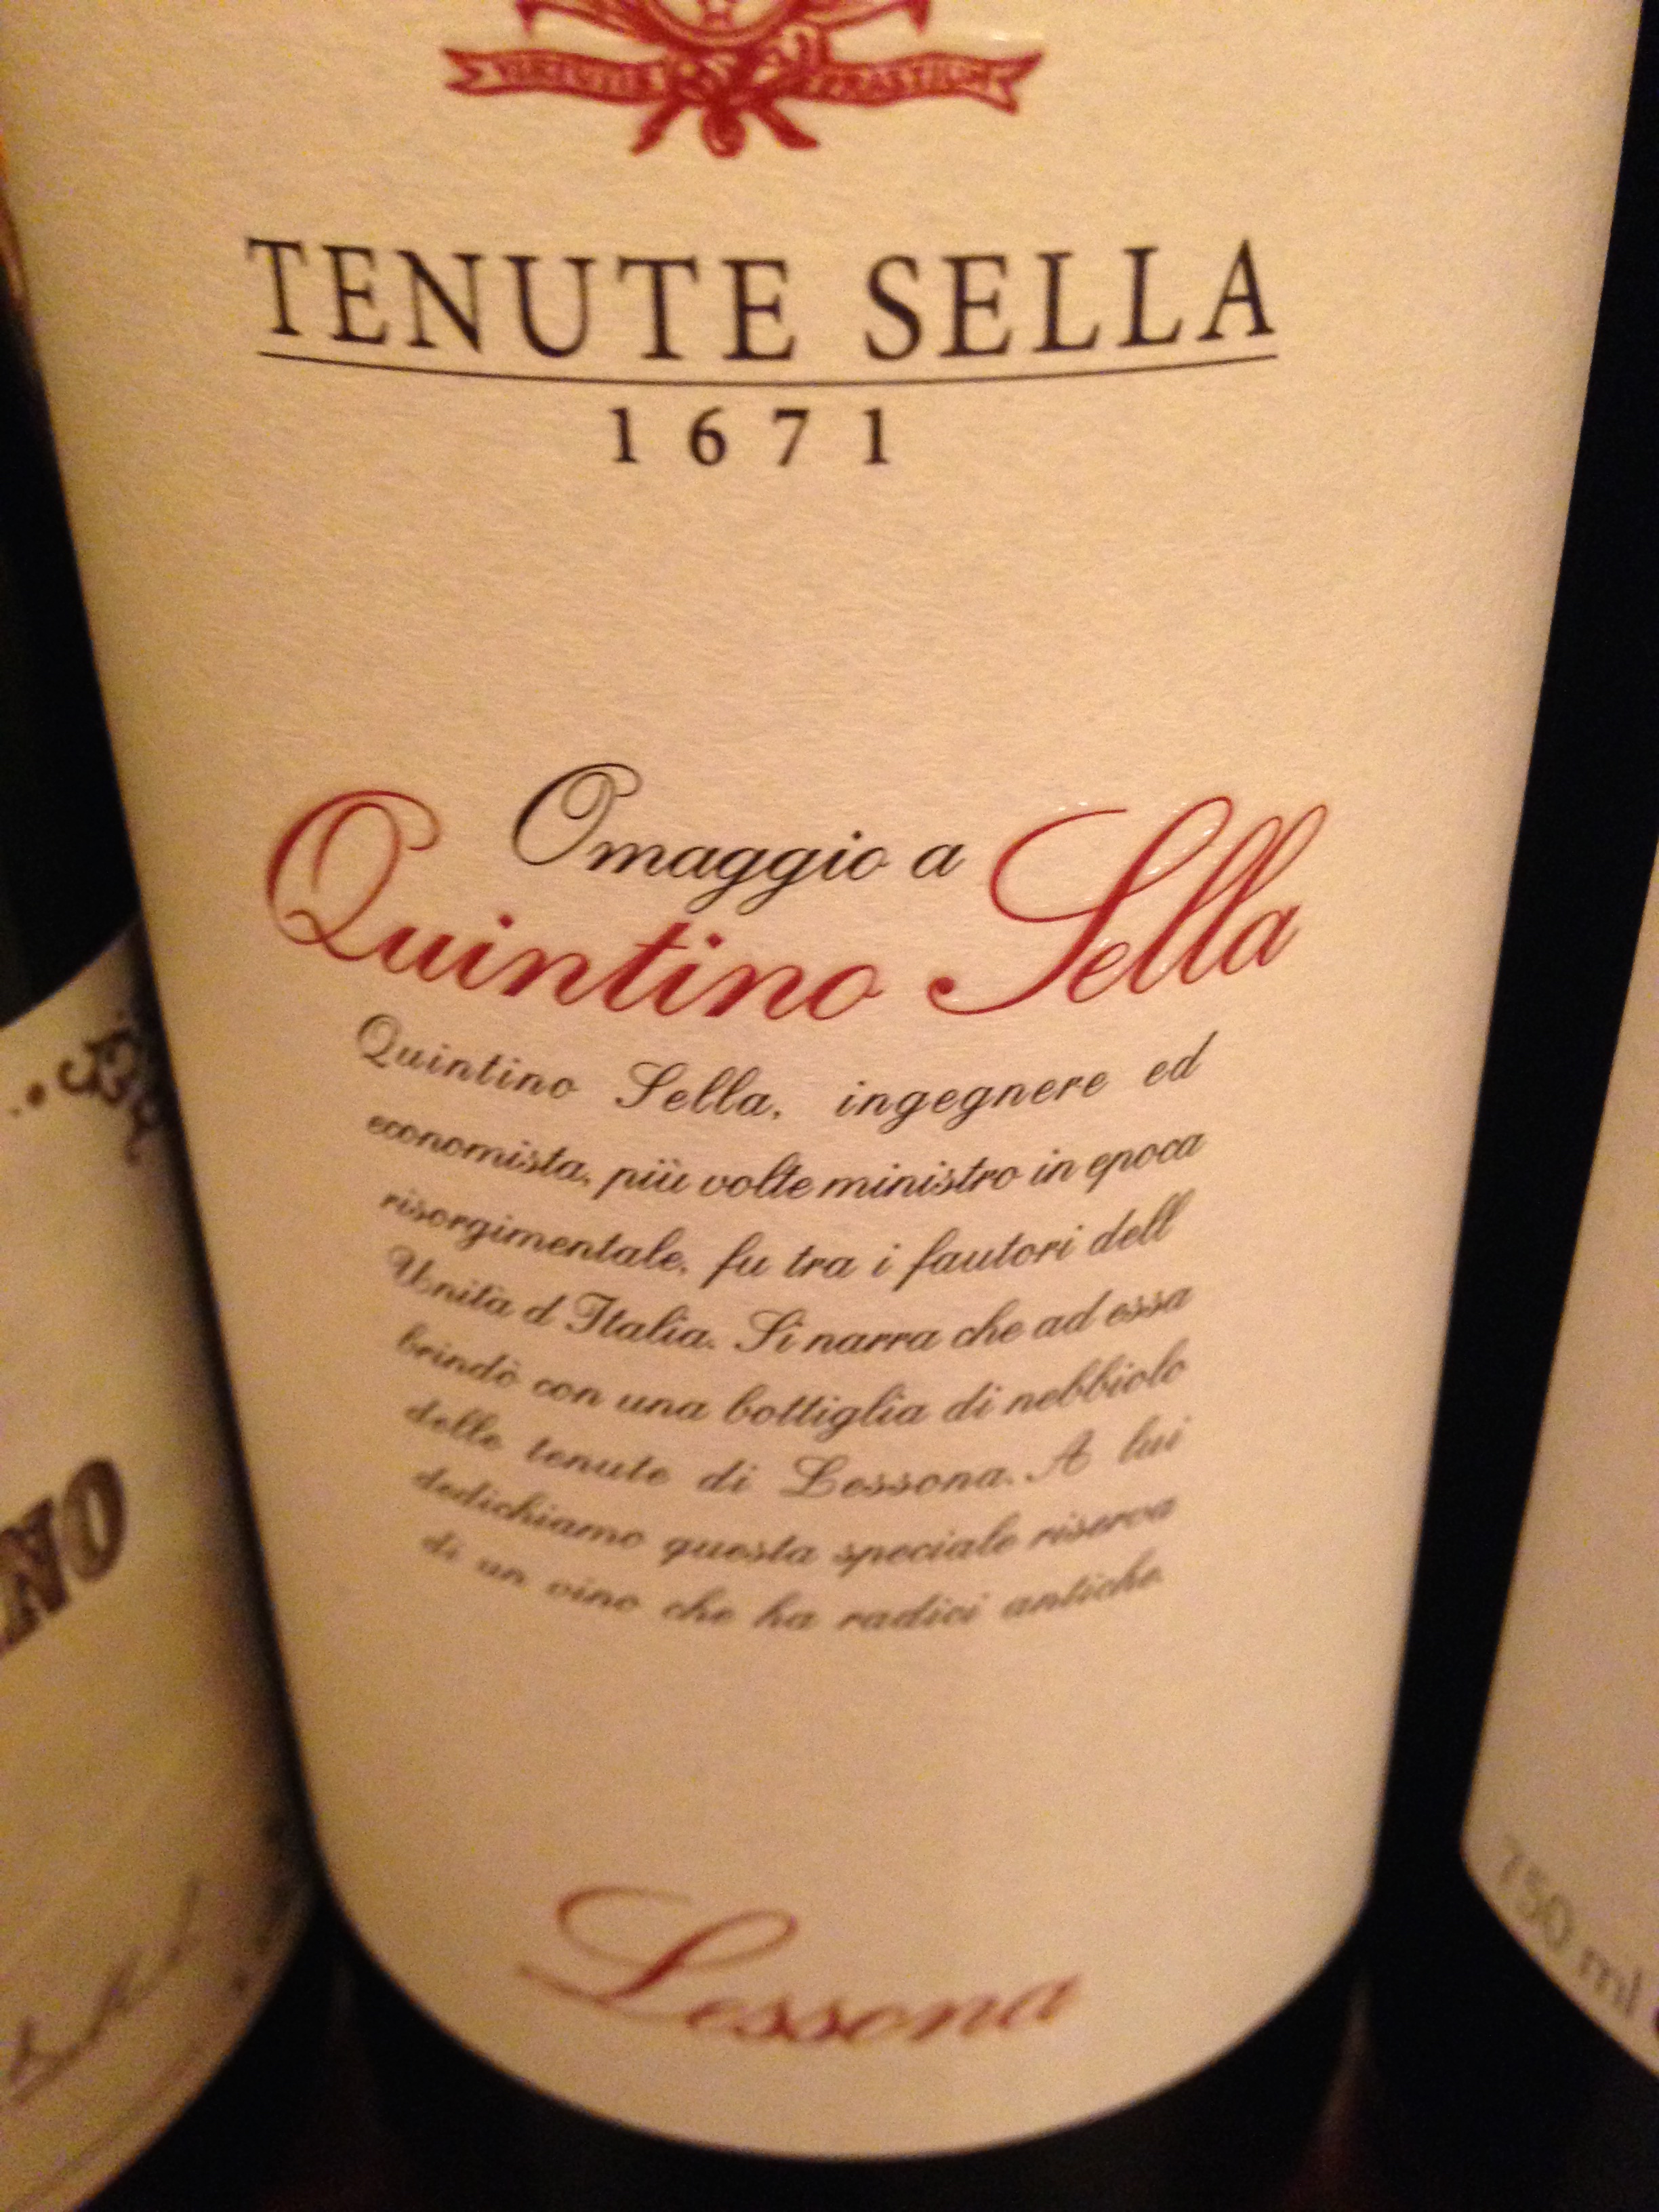 TENUTE SELLA
1671
Omaggio a
Quintino Sella
Quintino Sella, ingegnere ed
economista, più volte ministro in epoca
risorgimentale, fu tra i fautori dell
Unità d Italia. Si narra che ad essa
brindò con una bottiglia di nebbiolo
delle tenute di Lessona. A lui
dedichiamo questa speciale riserva
di un vino che ha radici antiche.
Lessona
NO
750 ml